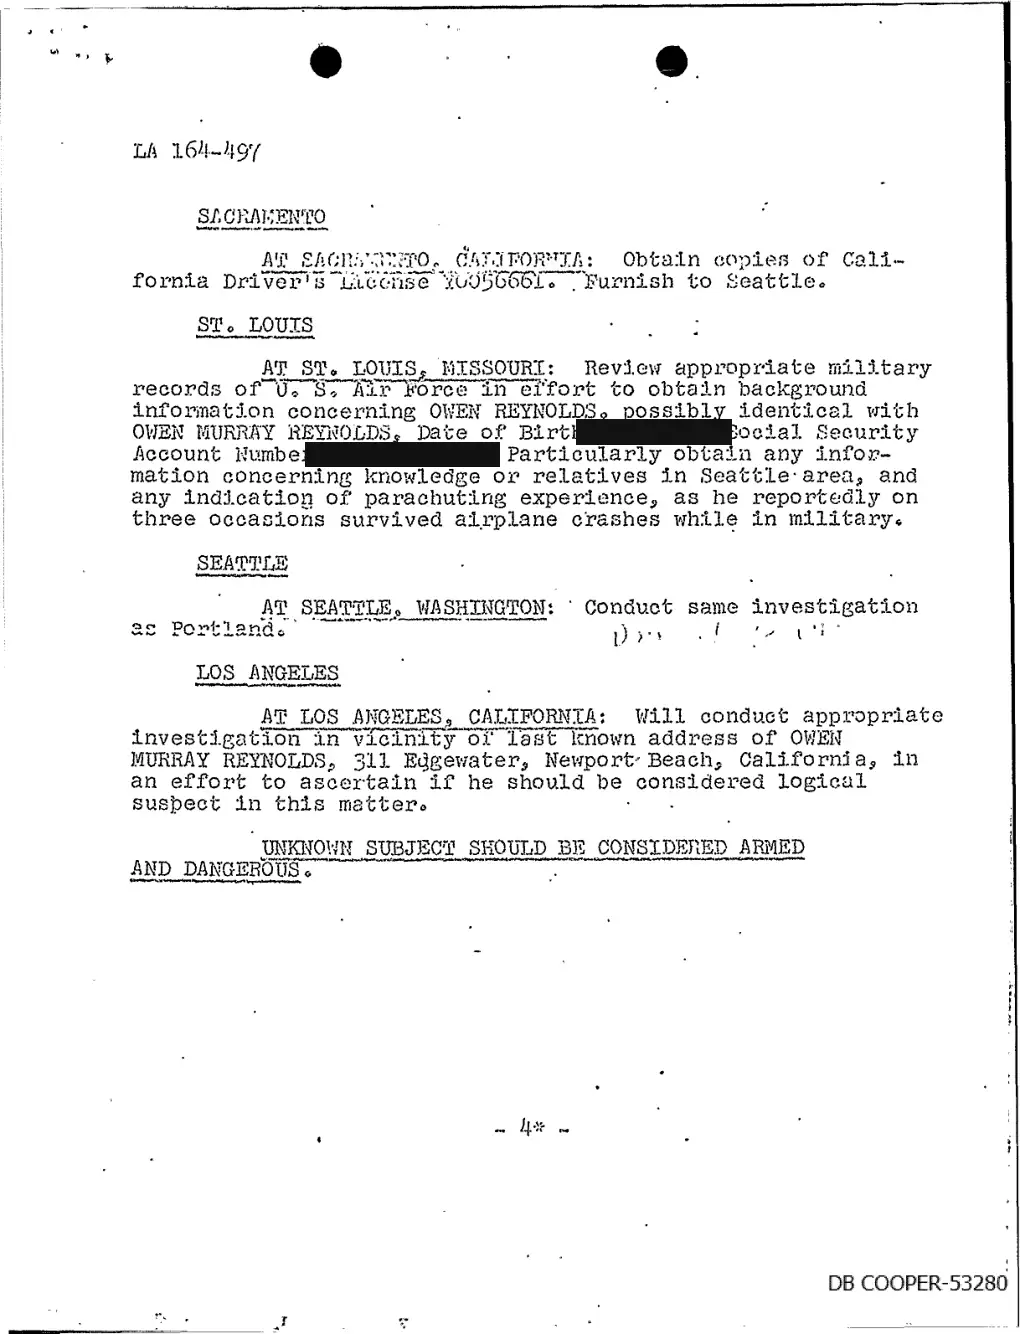 LA 164-497
SACRAMENTO
AT SACRAMENTO, CALIFORNIA: Obtain copies of Cali-
fornia Driver's License Furnish to Seattle.
ST. LOUIS
AT ST. LOUIS, MISSOURI: Review appropriate military
records of U. S. Air Force in effort to obtain background
information concerning OWEN REYNOLDS, possibly identical with
OWEN MURRAY REYNOLDS, Date of Birth Social Security
Account Number Particularly obtain any infor-
mation concerning knowledge or relatives in Seattle area, and
any indication of parachuting experience, as he reportedly on
three occasions survived airplane crashes while in military.
SEATTLE
AT SEATTLE, WASHINGTON: Conduct same investigation
as Portland.
LOS ANGELES
AT LOS ANGELES, CALIFORNIA: Will conduct appropriate
investigation in vicinity of last known address of OWEN
MURRAY REYNOLDS, 311 Edgewater, Newport Beach, California, in
an effort to ascertain if he should be considered logical
suspect in this matter.
UNKNOWN SUBJECT SHOULD BE CONSIDERED ARMED
AND DANGEROUS.
- 4* -
DB COOPER-53280